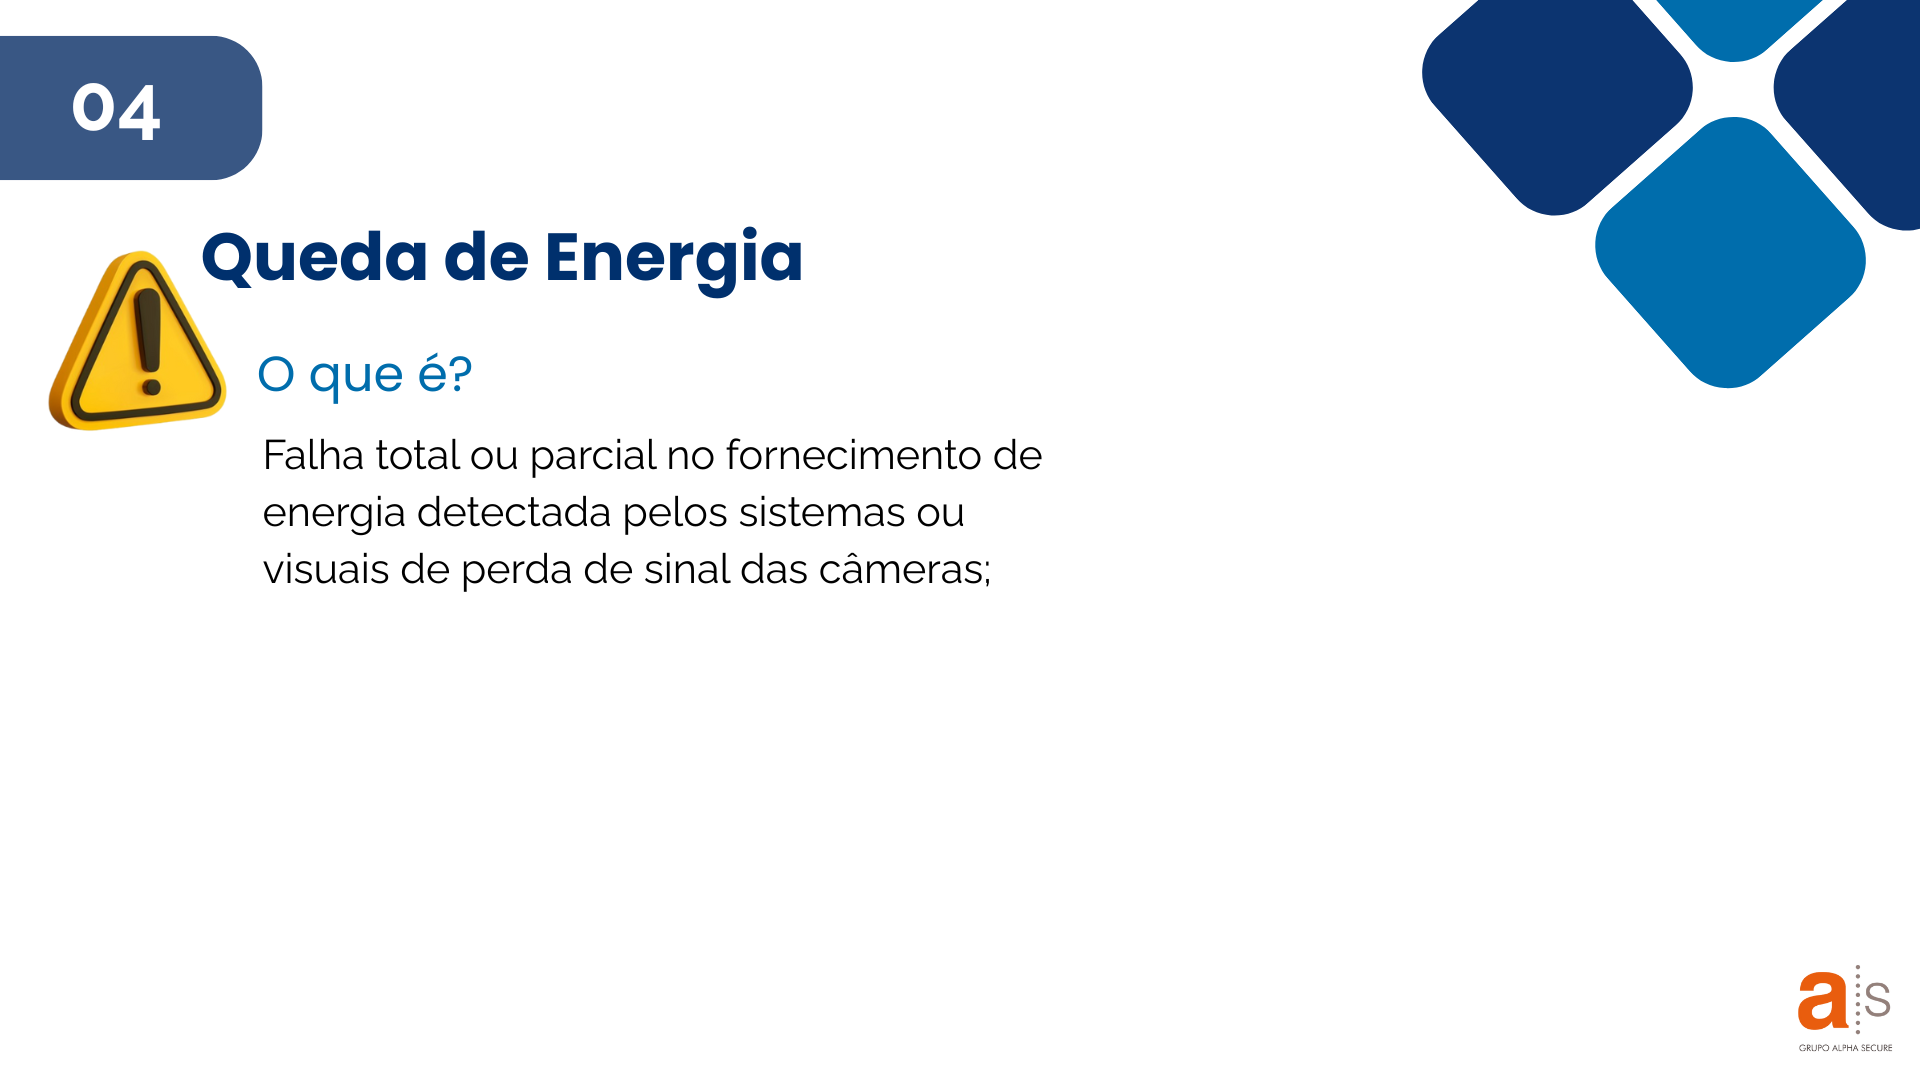 04
Queda de Energia
O que é?
Falha total ou parcial no fornecimento de
energia detectada pelos sistemas ou
visuais de perda de sinal das câmeras;
a s
GRUPO ALPHA SECURE